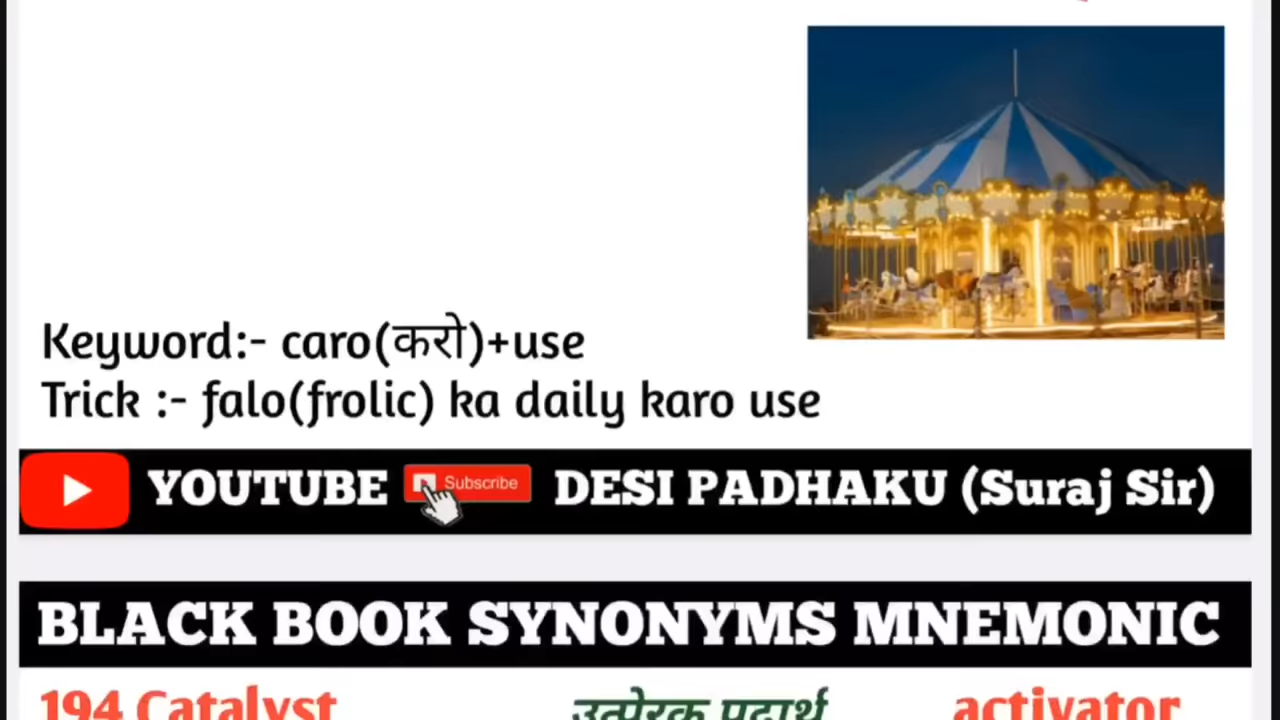 Keyword:- caro(करो)+use
Trick :- falo(frolic) ka daily karo use
YOUTUBE Subscribe DESI PADHAKU (Suraj Sir)
BLACK BOOK SYNONYMS MNEMONIC
194 Catalyst उत्प्रेरक पदार्थ activator